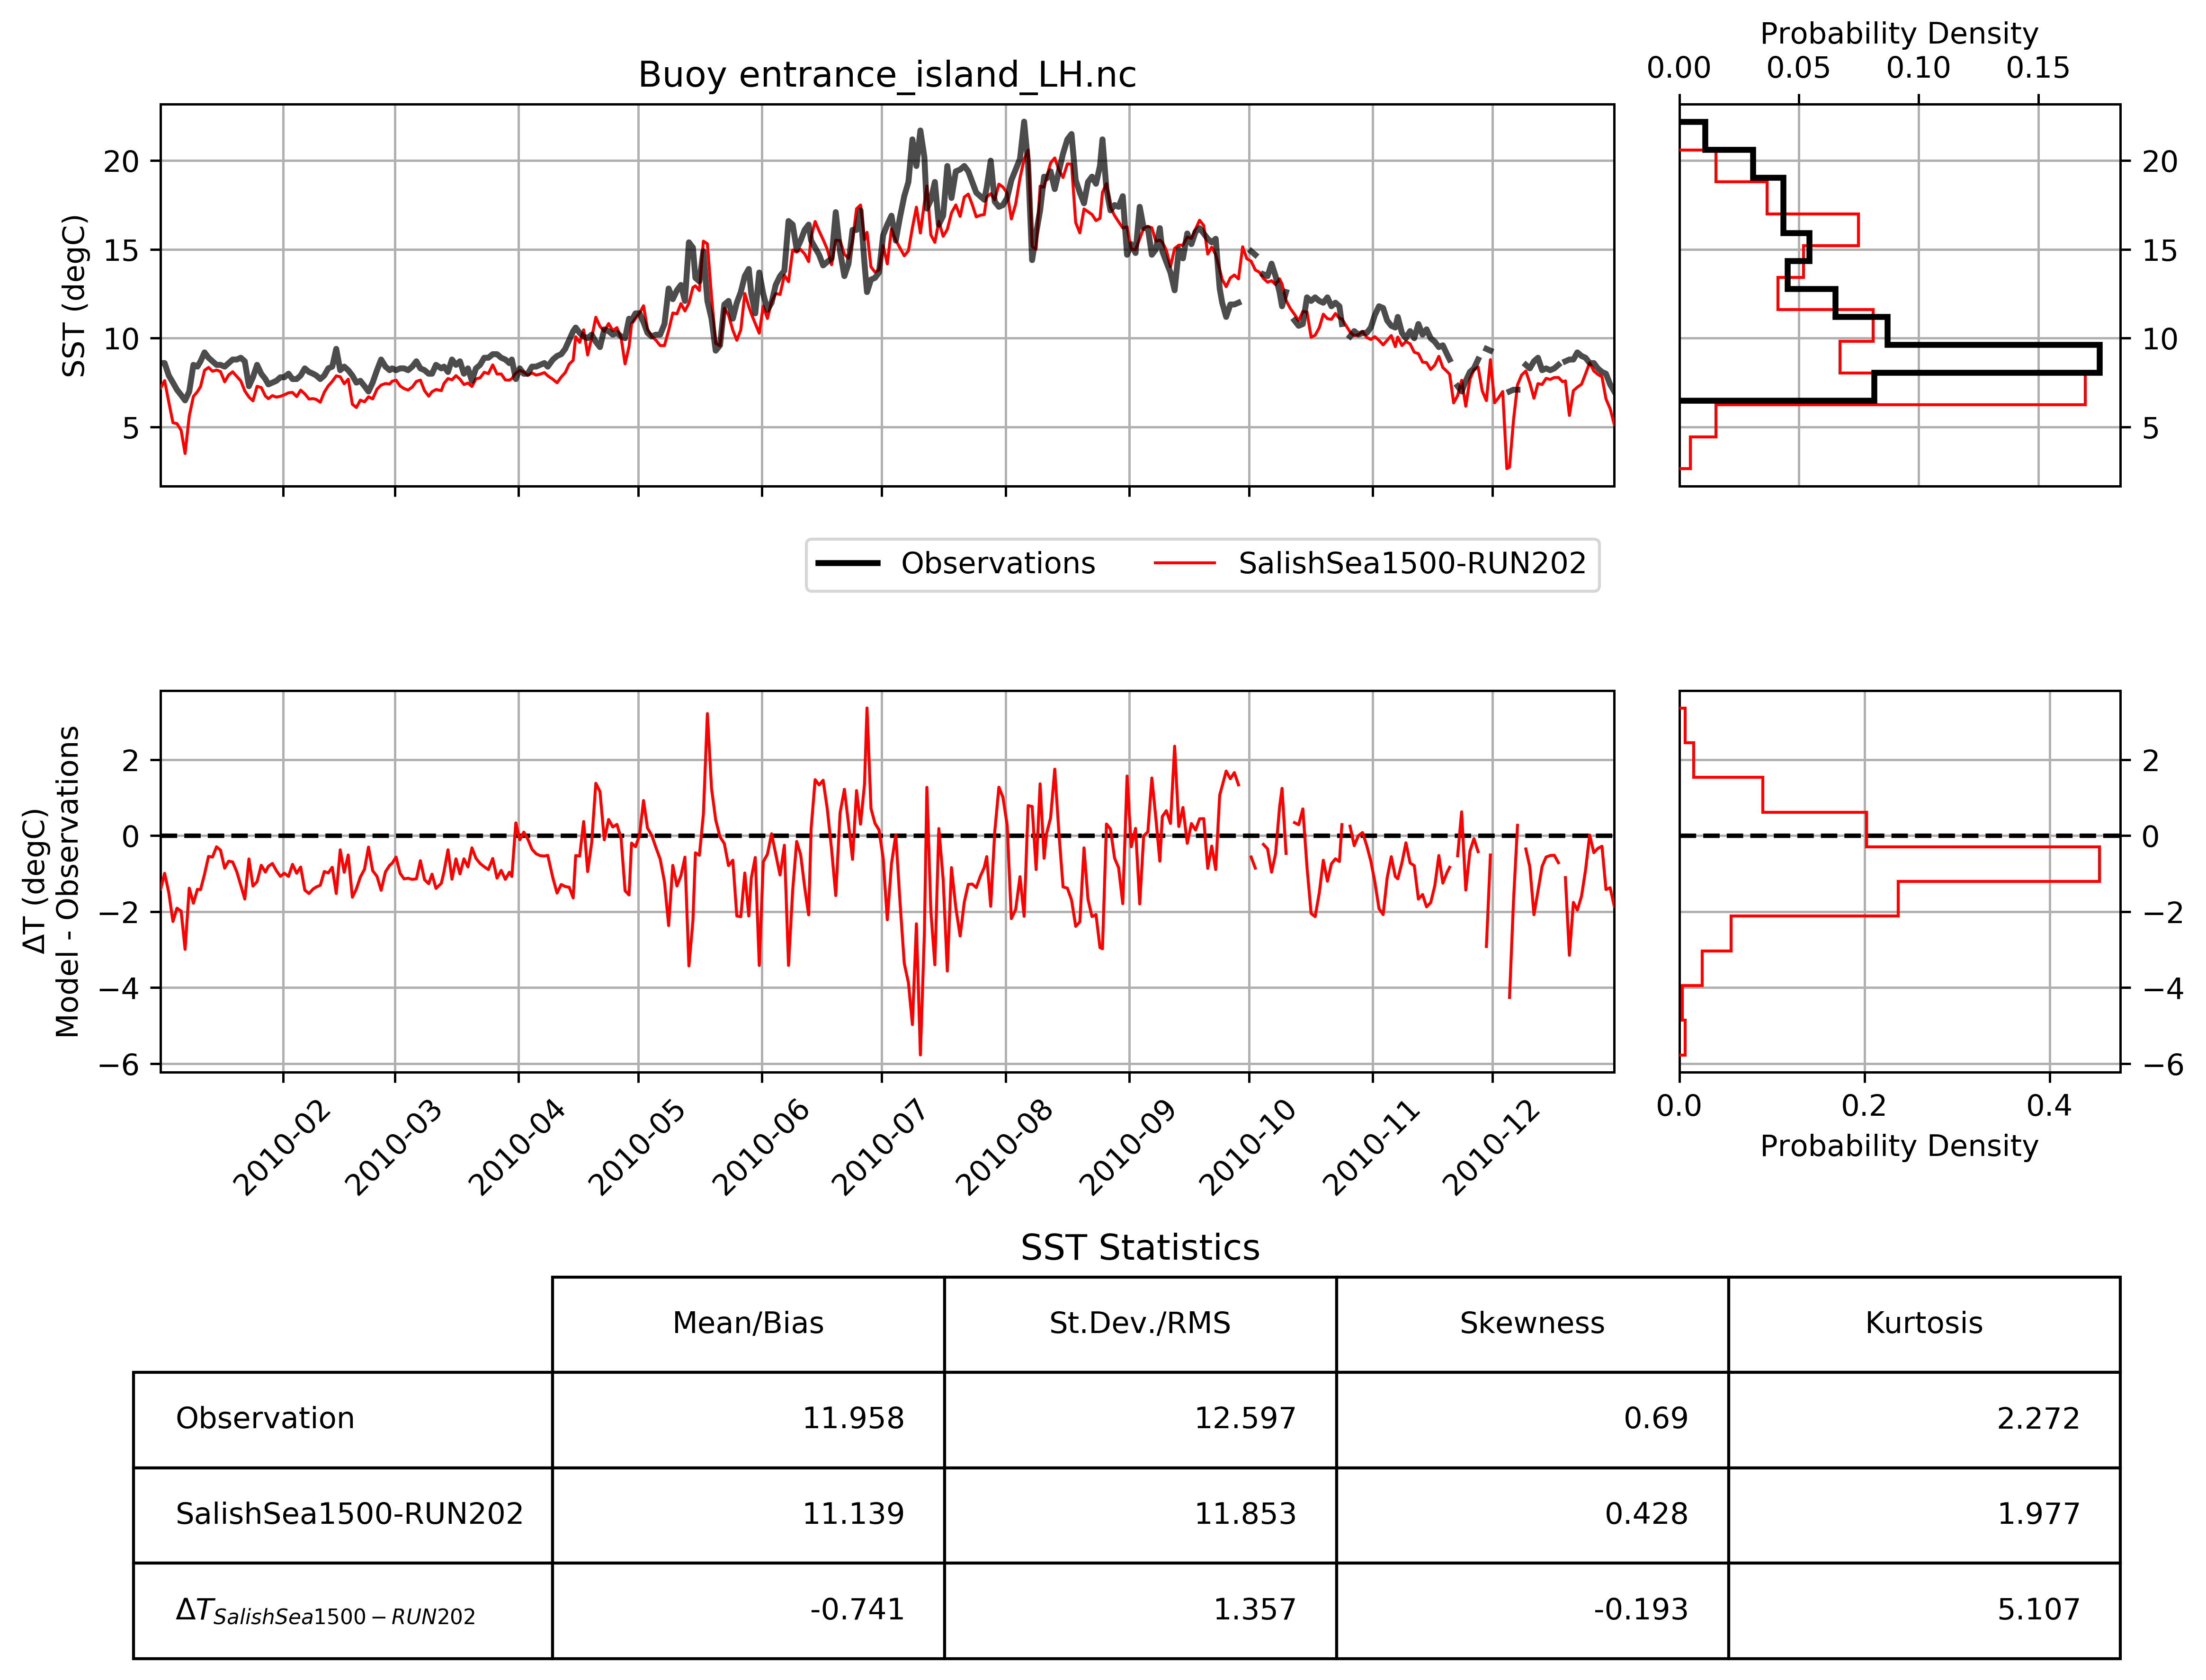 Probability Density
0.00 0.05 0.10 0.15
Buoy entrance_island_LH.nc
SST (degC)
20
15
10
5
20
15
10
5
Observations SalishSea1500-RUN202
ΔT (degC)
Model - Observations
2
0
−2
−4
−6
2
0
−2
−4
−6
2010-02 2010-03 2010-04 2010-05 2010-06 2010-07 2010-08 2010-09 2010-10 2010-11 2010-12
0.0 0.2 0.4
Probability Density
SST Statistics
Mean/Bias St.Dev./RMS Skewness Kurtosis
Observation 11.958 12.597 0.69 2.272
SalishSea1500-RUN202 11.139 11.853 0.428 1.977
ΔT SalishSea1500−RUN202 -0.741 1.357 -0.193 5.107